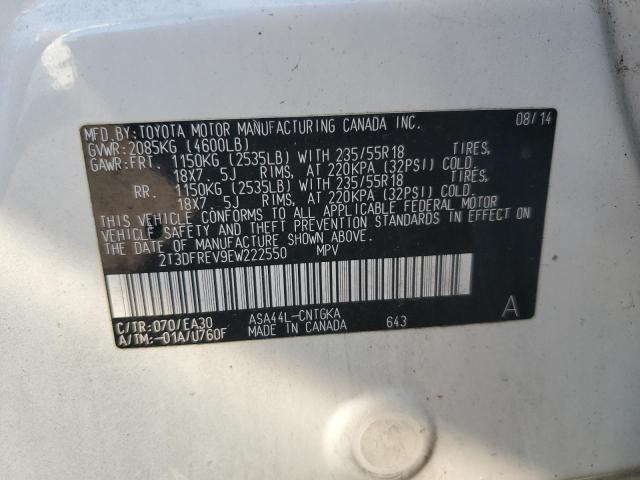 MFD.BY:TOYOTA MOTOR MANUFACTURING CANADA INC. 08/14
GVWR:2085KG (4600LB)
GAWR:FRT. 1150KG (2535LB) WITH 235/55R18 TIRES,
18X7.5J RIMS, AT 220KPA (32PSI) COLD.
RR. 1150KG (2535LB) WITH 235/55R18 TIRES,
18X7.5J RIMS, AT 220KPA (32PSI) COLD.
THIS VEHICLE CONFORMS TO ALL APPLICABLE FEDERAL MOTOR
VEHICLE SAFETY AND THEFT PREVENTION STANDARDS IN EFFECT ON
THE DATE OF MANUFACTURE SHOWN ABOVE.
2T3DFREV9EW222550 MPV
C/TR:070/EA30 ASA44L-CNTGKA 643 A
A/TM:-01A/U760F MADE IN CANADA